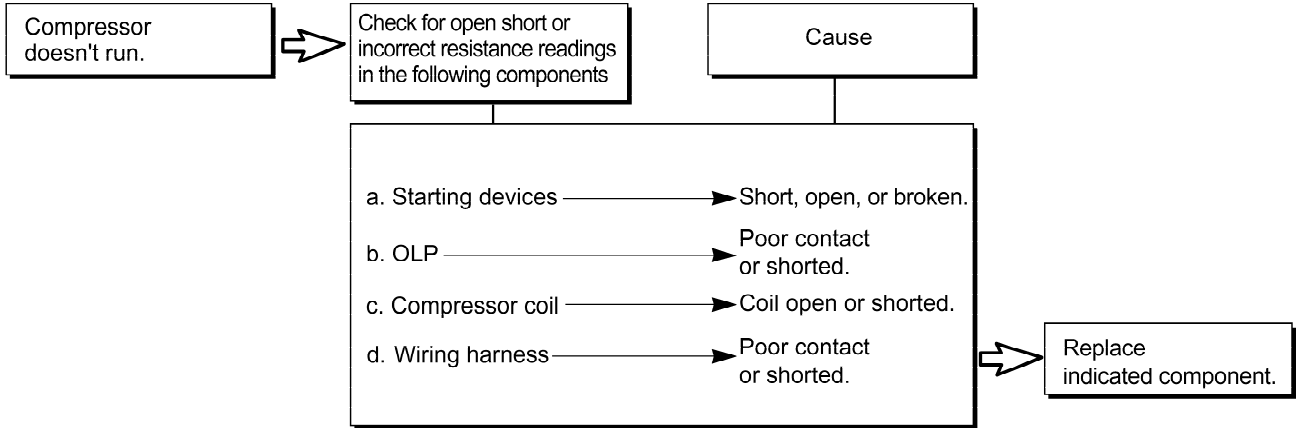 Compressor
doesn't run.
Check for open short or
incorrect resistance readings
in the following components
Cause
a. Starting devices
Short, open, or broken.
b. OLP
Poor contact
or shorted.
c. Compressor coil
Coil open or shorted.
d. Wiring harness
Poor contact
or shorted.
Replace
indicated component.